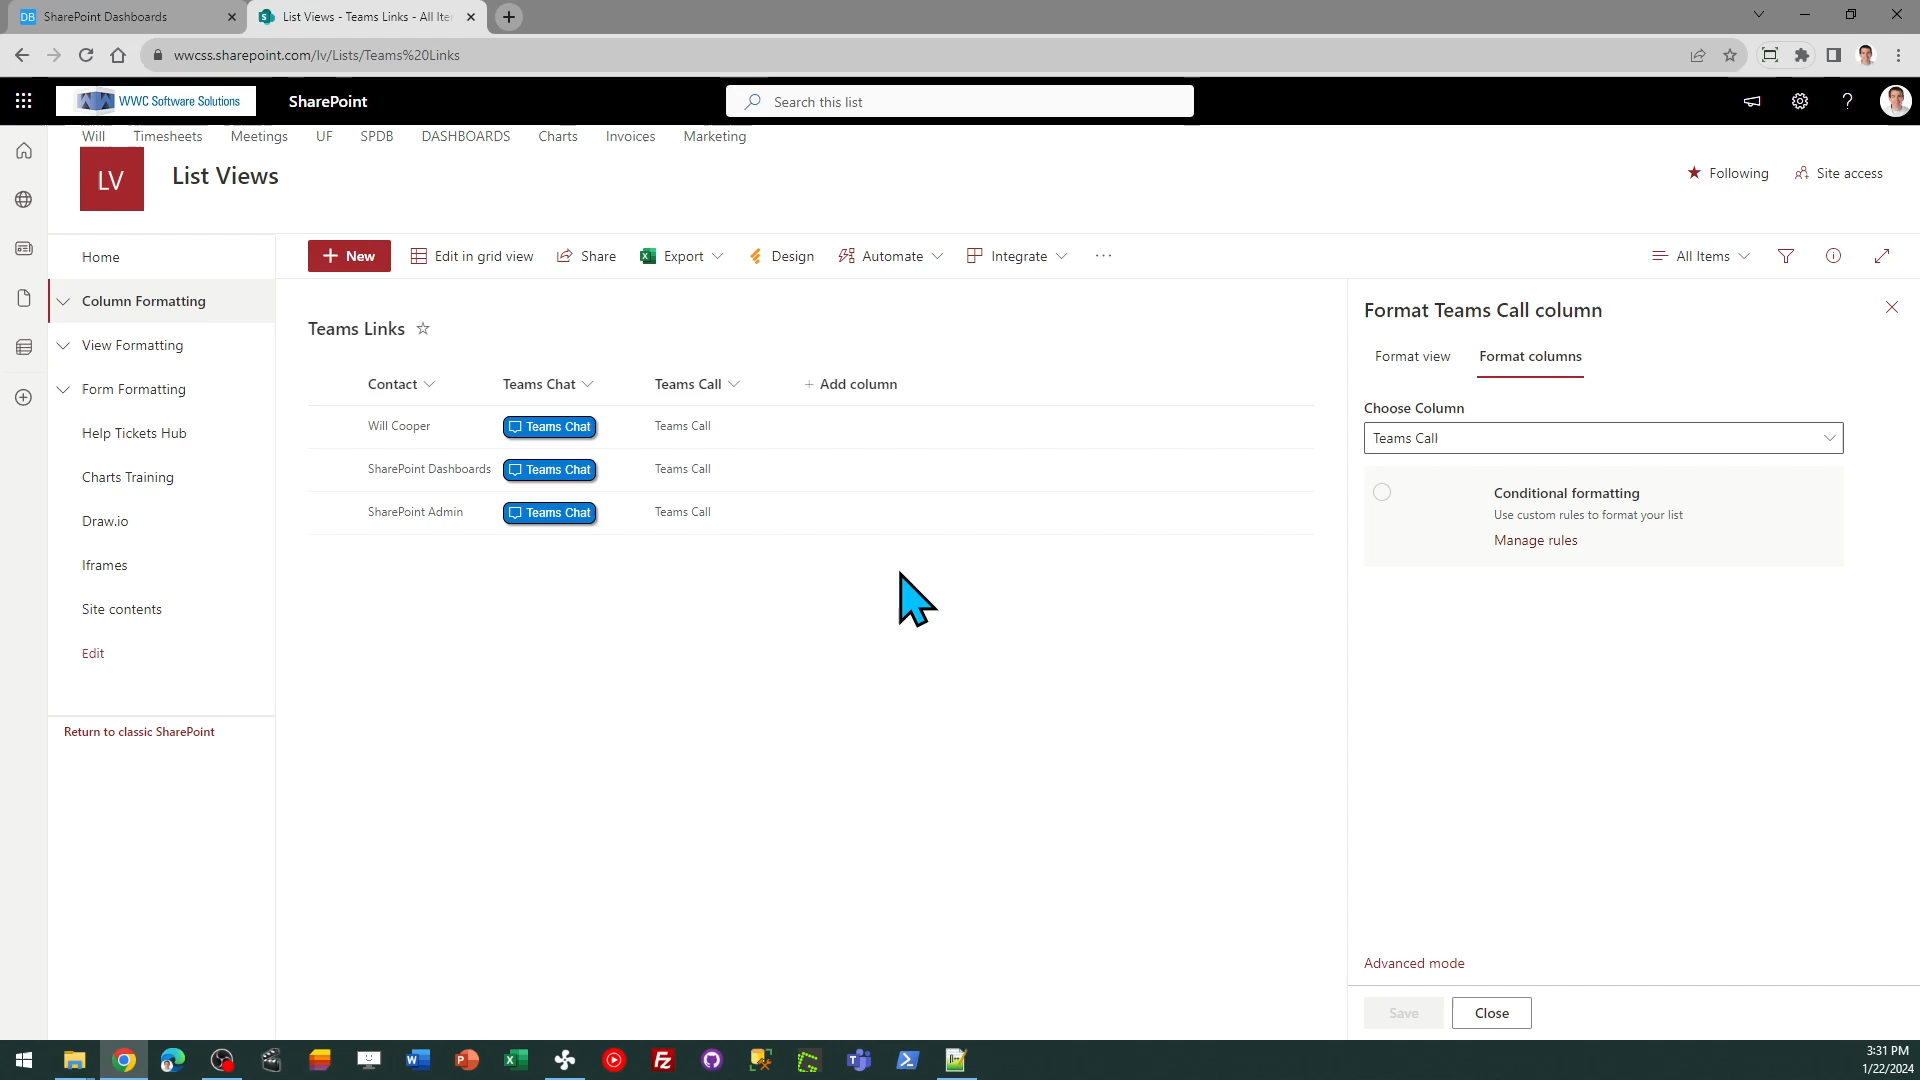 DB SharePoint Dashboards
List Views - Teams Links - All Ite
wwcss.sharepoint.com/lv/Lists/Teams%20Links
WWC Software Solutions
SharePoint
Search this list
Will Timesheets Meetings UF SPDB DASHBOARDS Charts Invoices Marketing
LV
List Views
Following
Site access
Home
Column Formatting
View Formatting
Form Formatting
Help Tickets Hub
Charts Training
Draw.io
Iframes
Site contents
Edit
Return to classic SharePoint
New
Edit in grid view
Share
Export
Design
Automate
Integrate
All Items
Teams Links
Contact Teams Chat Teams Call + Add column
Will Cooper Teams Chat Teams Call
SharePoint Dashboards Teams Chat Teams Call
SharePoint Admin Teams Chat Teams Call
Format Teams Call column
Format view Format columns
Choose Column
Teams Call
Conditional formatting
Use custom rules to format your list
Manage rules
Advanced mode
Save Close
3:31 PM
1/22/2024